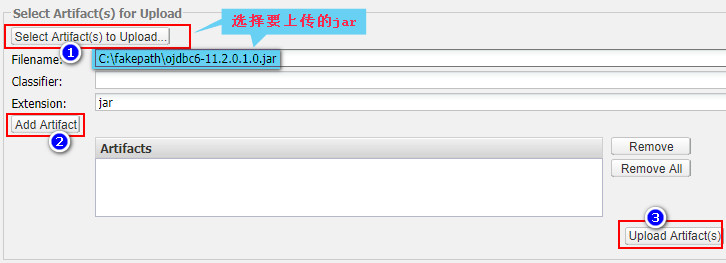 Select Artifact(s) for Upload
选择要上传的jar
Select Artifact(s) to Upload...
1
Filename:
C:\fakepath\ojdbc6-11.2.0.1.0.jar
Classifier:
Extension:
jar
Add Artifact
2
Artifacts
Remove
Remove All
3
Upload Artifact(s)